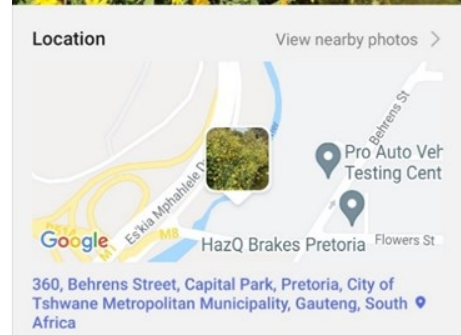 Location
View nearby photos
Behrens St
Pro Auto Veh
Testing Cent
Es'kia Mphahlele D
Google
M1
M8
HazQ Brakes Pretoria
Flowers St
360, Behrens Street, Capital Park, Pretoria, City of
Tshwane Metropolitan Municipality, Gauteng, South
Africa